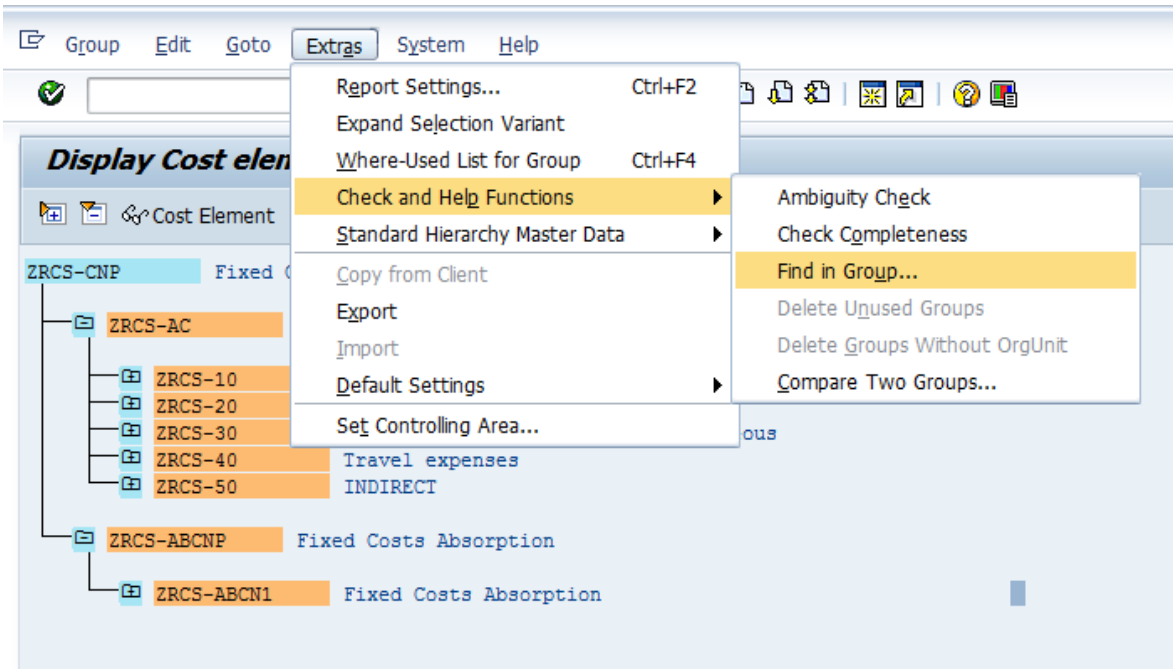 Group Edit Goto Extras System Help
Report Settings... Ctrl+F2
Expand Selection Variant
Where-Used List for Group Ctrl+F4
Check and Help Functions
Standard Hierarchy Master Data
Copy from Client
Export
Import
Default Settings
Set Controlling Area...
Ambiguity Check
Check Completeness
Find in Group...
Delete Unused Groups
Delete Groups Without OrgUnit
Compare Two Groups...
Display Cost elem
Cost Element
ZRCS-CNP Fixed
ZRCS-AC
ZRCS-10
ZRCS-20
ZRCS-30 ous
ZRCS-40 Travel expenses
ZRCS-50 INDIRECT
ZRCS-ABCNP Fixed Costs Absorption
ZRCS-ABCN1 Fixed Costs Absorption